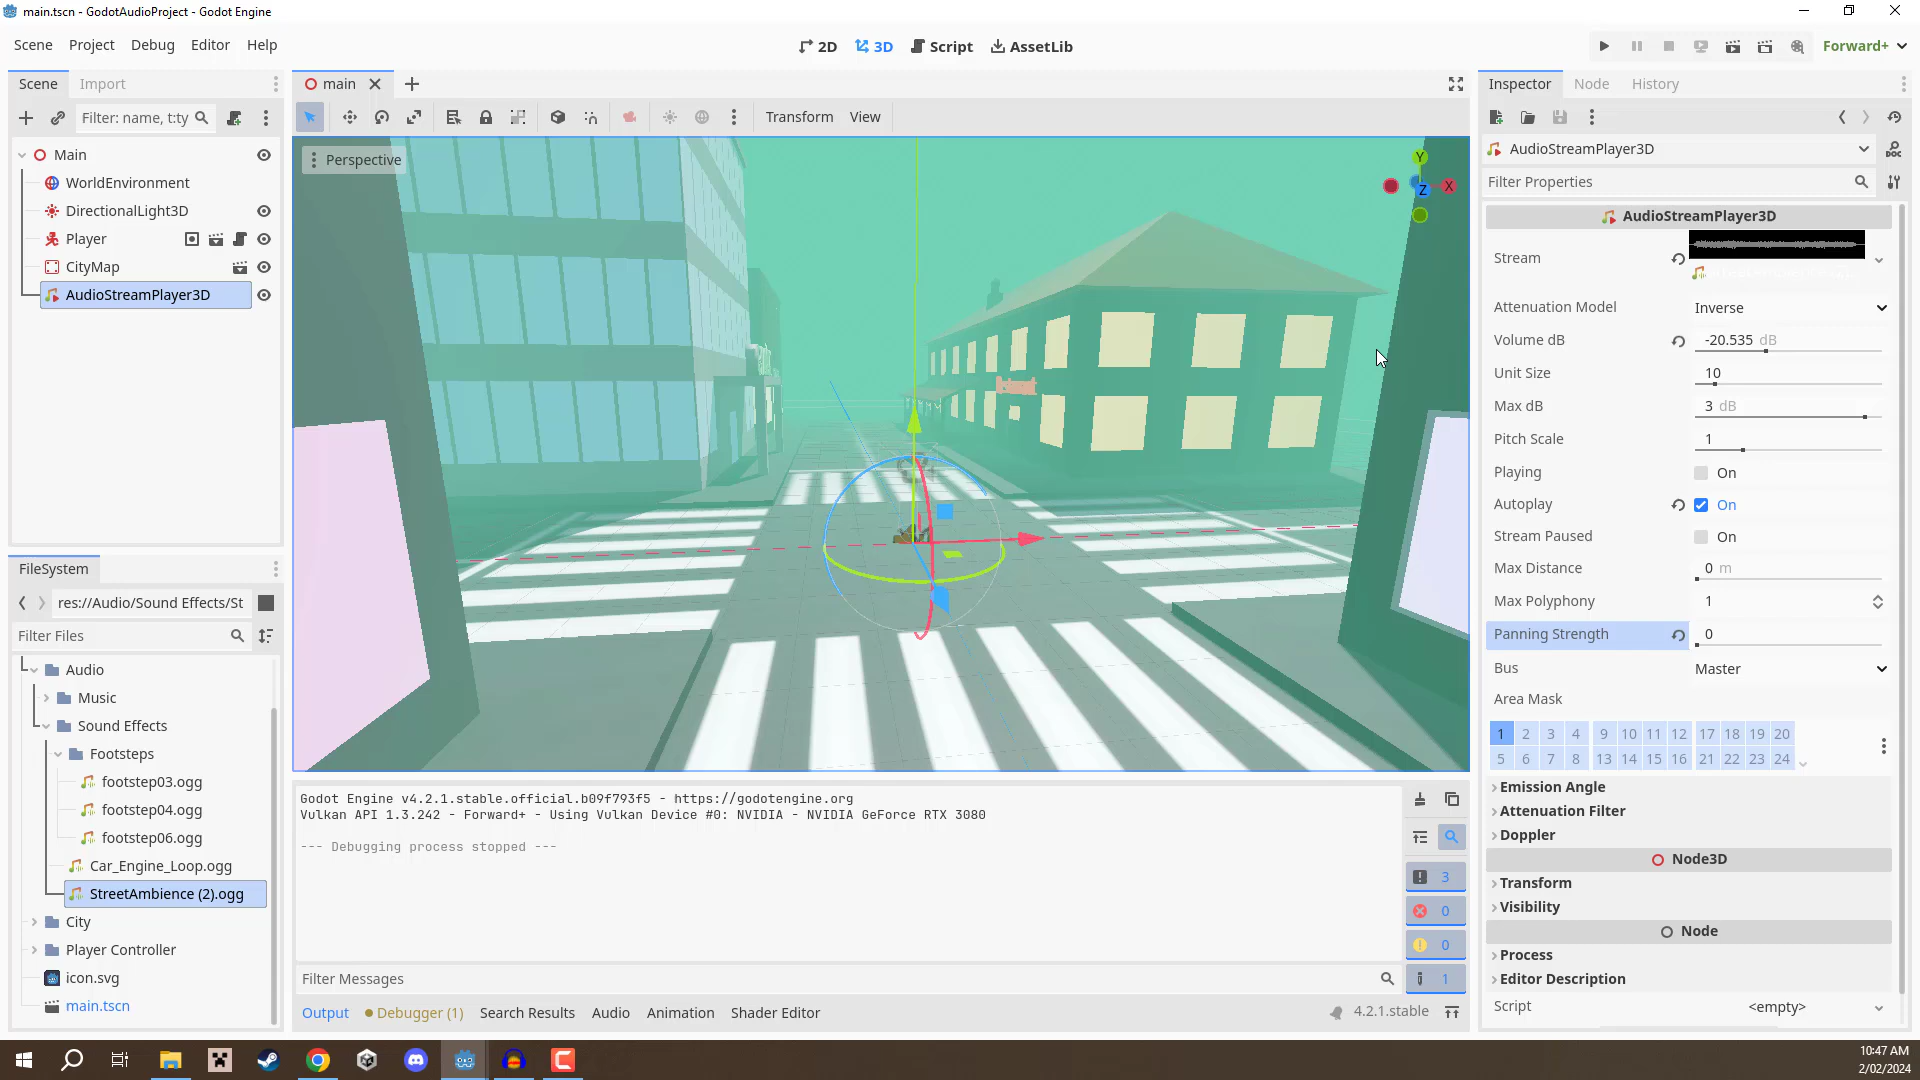 main.tscn - GodotAudioProject - Godot Engine
Scene Project Debug Editor Help
2D 3D Script AssetLib
Forward+
Scene Import
Filter: name, t:ty
Main
WorldEnvironment
DirectionalLight3D
Player
CityMap
AudioStreamPlayer3D
FileSystem
res://Audio/Sound Effects/St
Filter Files
Audio
Music
Sound Effects
Footsteps
footstep03.ogg
footstep04.ogg
footstep06.ogg
Car_Engine_Loop.ogg
StreetAmbience (2).ogg
City
Player Controller
icon.svg
main.tscn
main
Transform View
Perspective
Y
Z X
Godot Engine v4.2.1.stable.official.b09f793f5 - https://godotengine.org
Vulkan API 1.3.242 - Forward+ - Using Vulkan Device #0: NVIDIA - NVIDIA GeForce RTX 3080
--- Debugging process stopped ---
3
0
0
1
Filter Messages
Output Debugger (1) Search Results Audio Animation Shader Editor
4.2.1.stable
Inspector Node History
AudioStreamPlayer3D
Filter Properties
AudioStreamPlayer3D
Stream
Attenuation Model Inverse
Volume dB -20.535 dB
Unit Size 10
Max dB 3 dB
Pitch Scale 1
Playing On
Autoplay On
Stream Paused On
Max Distance 0 m
Max Polyphony 1
Panning Strength 0
Bus Master
Area Mask
1 2 3 4 9 10 11 12 17 18 19 20
5 6 7 8 13 14 15 16 21 22 23 24
Emission Angle
Attenuation Filter
Doppler
Node3D
Transform
Visibility
Node
Process
Editor Description
Script <empty>
10:47 AM
2/02/2024